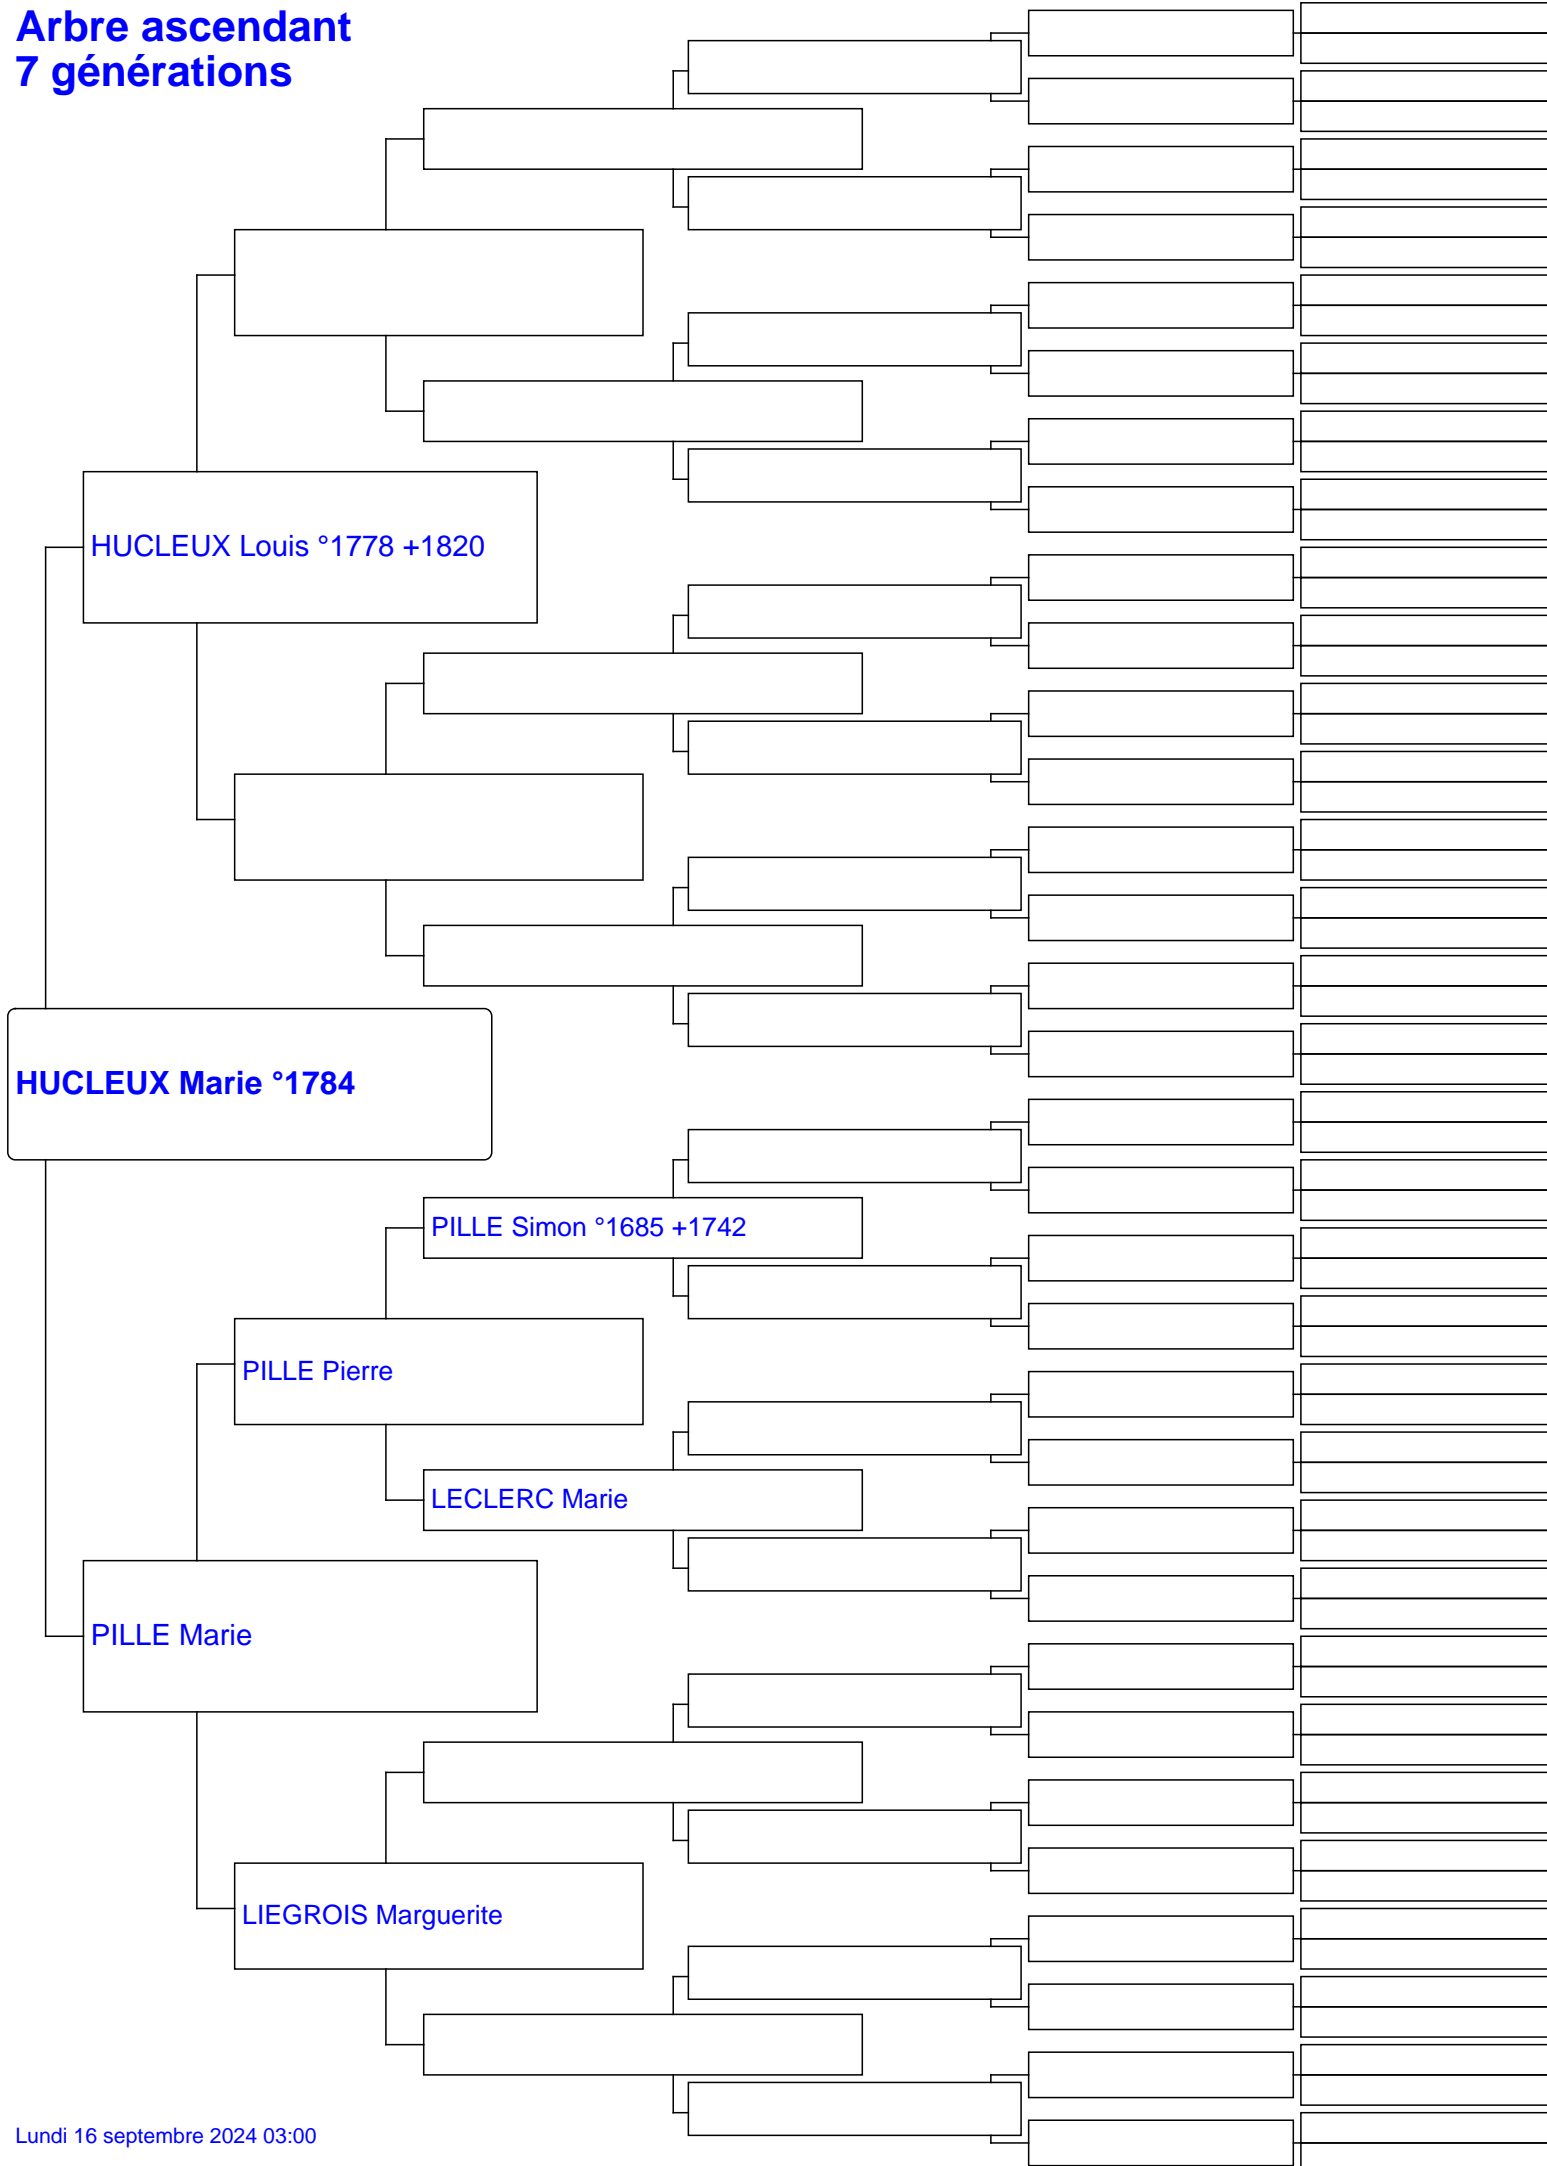 Arbre ascendant
7 générations
HUCLEUX Louis °1778 +1820
HUCLEUX Marie °1784
PILLE Simon °1685 +1742
PILLE Pierre
LECLERC Marie
PILLE Marie
LIEGROIS Marguerite
Lundi 16 septembre 2024 03:00